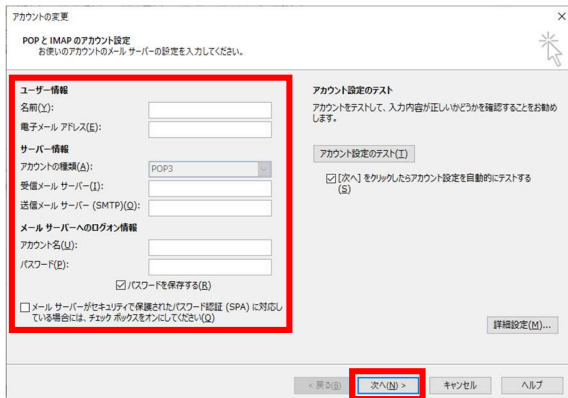 アカウントの変更
×
POP と IMAP のアカウント設定
お使いのアカウントのメール サーバーの設定を入力してください。
ユーザー情報
名前(Y):
電子メール アドレス(E):
サーバー情報
アカウントの種類(A):
POP3
受信メール サーバー(I):
送信メール サーバー (SMTP)(O):
メール サーバーへのログオン情報
アカウント名(U):
パスワード(P):
パスワードを保存する(R)
メール サーバーがセキュリティで保護されたパスワード認証 (SPA) に対応し
ている場合には、チェック ボックスをオンにしてください(Q)
アカウント設定のテスト
アカウントをテストして、入力内容が正しいかどうかを確認することをお勧め
します。
アカウント設定のテスト(T)
[次へ] をクリックしたらアカウント設定を自動的にテストする
(S)
詳細設定(M)...
< 戻る(B)
次へ(N) >
キャンセル
ヘルプ